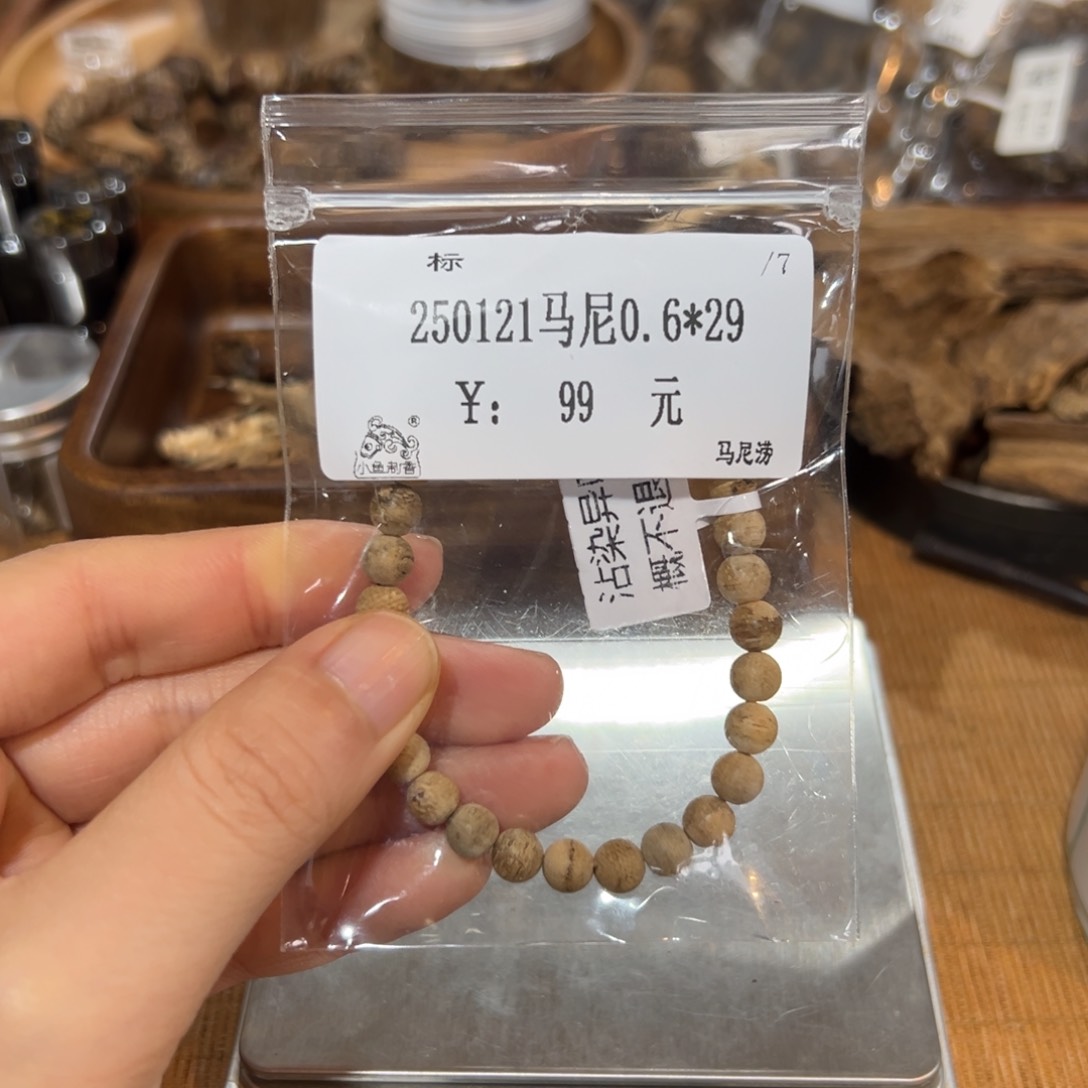 标 /7
250121马尼0.6*29
¥: 99 元
®
小鱼制香
马尼涝
沾染异
概不退